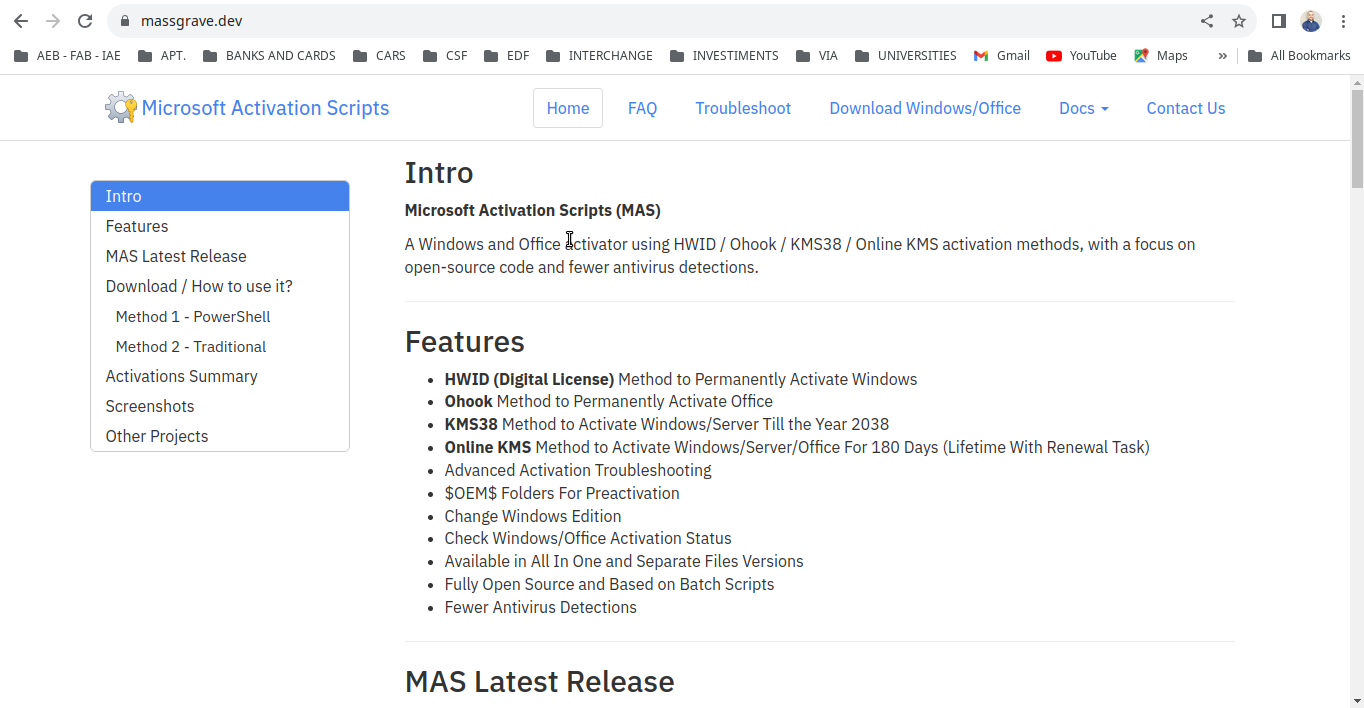 massgrave.dev
AEB - FAB - IAE APT. BANKS AND CARDS CARS CSF EDF INTERCHANGE INVESTIMENTS VIA UNIVERSITIES Gmail YouTube Maps » All Bookmarks
Microsoft Activation Scripts Home FAQ Troubleshoot Download Windows/Office Docs Contact Us
Intro
Features
MAS Latest Release
Download / How to use it?
Method 1 - PowerShell
Method 2 - Traditional
Activations Summary
Screenshots
Other Projects
Intro
Microsoft Activation Scripts (MAS)
A Windows and Office activator using HWID / Ohook / KMS38 / Online KMS activation methods, with a focus on
open-source code and fewer antivirus detections.
Features
• HWID (Digital License) Method to Permanently Activate Windows
• Ohook Method to Permanently Activate Office
• KMS38 Method to Activate Windows/Server Till the Year 2038
• Online KMS Method to Activate Windows/Server/Office For 180 Days (Lifetime With Renewal Task)
• Advanced Activation Troubleshooting
• $OEM$ Folders For Preactivation
• Change Windows Edition
• Check Windows/Office Activation Status
• Available in All In One and Separate Files Versions
• Fully Open Source and Based on Batch Scripts
• Fewer Antivirus Detections
MAS Latest Release